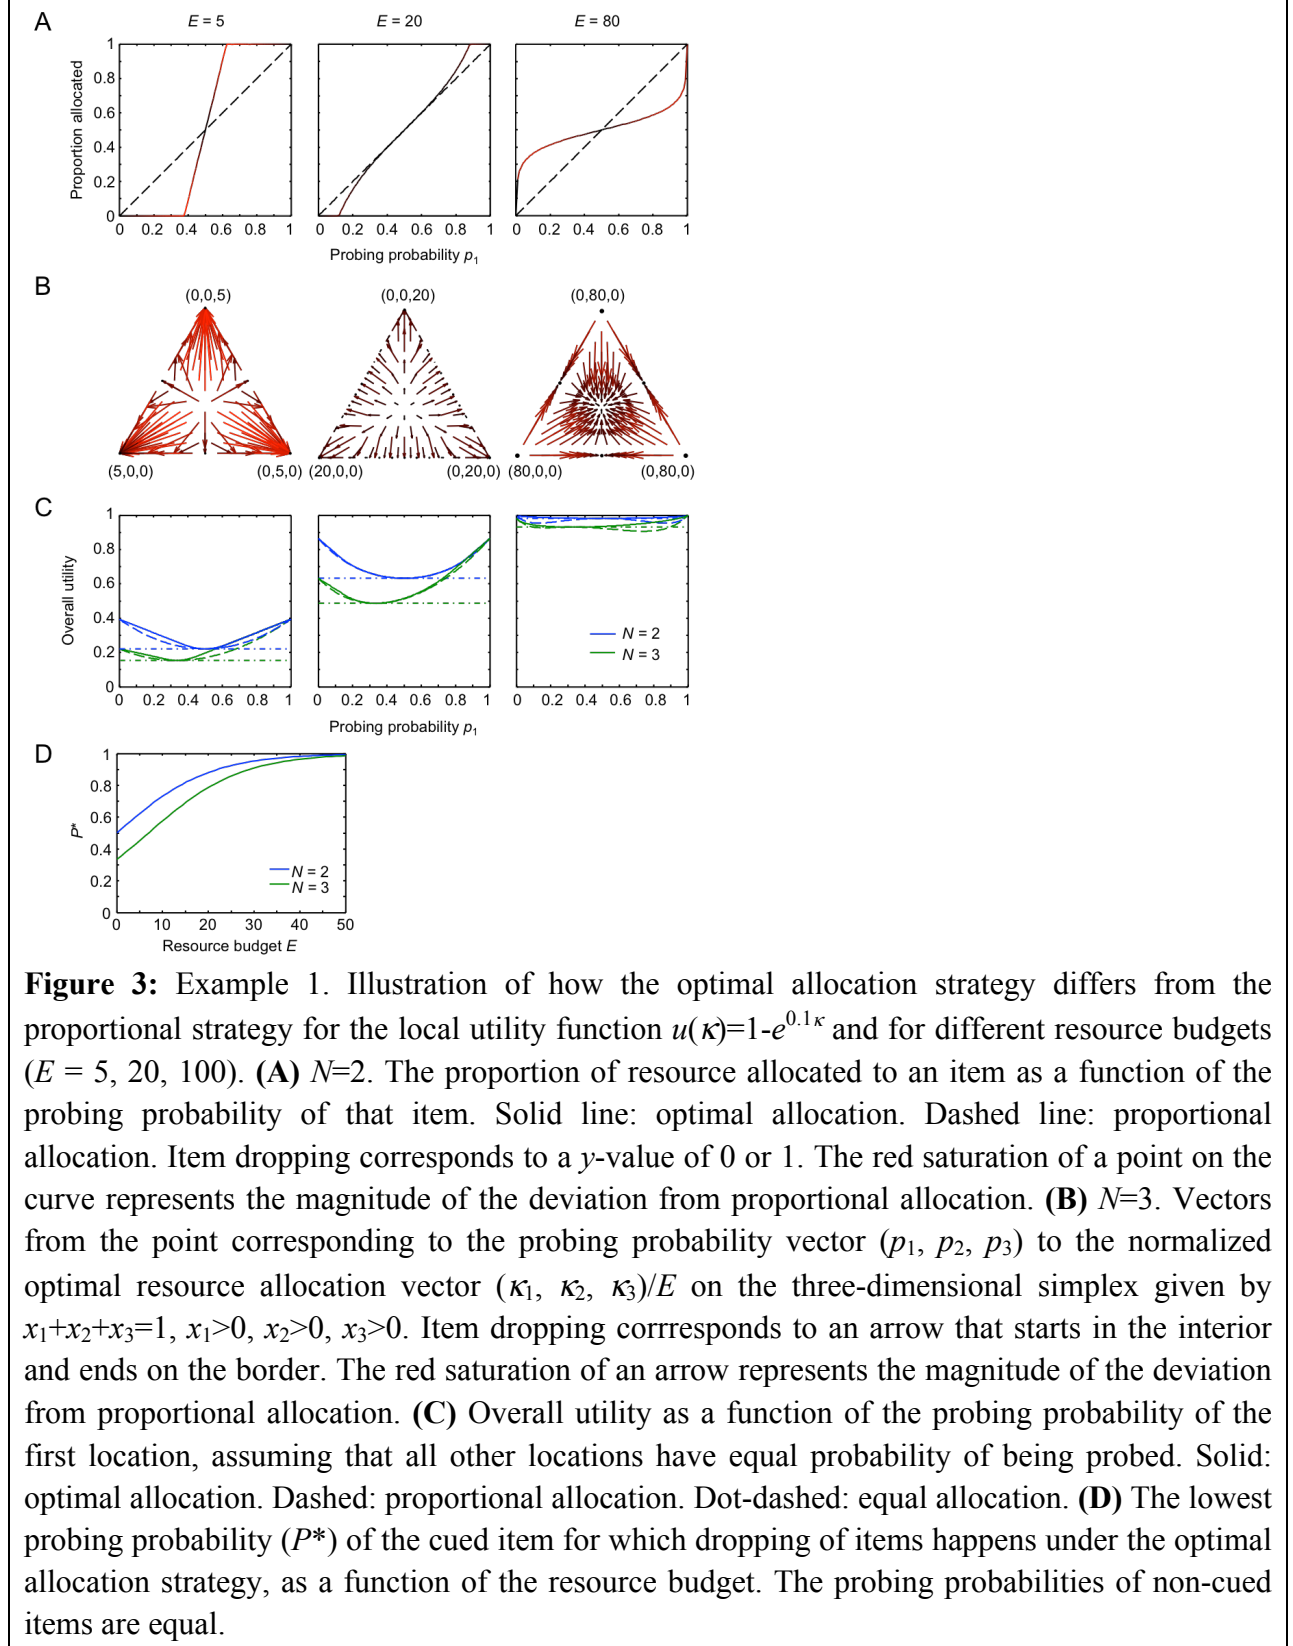 A
E = 5
E = 20
E = 80
Proportion allocated
1
0.8
0.6
0.4
0.2
0
0 0.2 0.4 0.6 0.8 1
0 0.2 0.4 0.6 0.8 1
0 0.2 0.4 0.6 0.8 1
Probing probability p1
B
(0,0,5)
(0,0,20)
(0,80,0)
(5,0,0)
(0,5,0)
(20,0,0)
(0,20,0)
(80,0,0)
(0,80,0)
C
Overall utility
1
0.8
0.6
0.4
0.2
0
N = 2
N = 3
0 0.2 0.4 0.6 0.8 1
0 0.2 0.4 0.6 0.8 1
0 0.2 0.4 0.6 0.8 1
Probing probability p1
D
P*
1
0.8
0.6
0.4
0.2
0
N = 2
N = 3
0 10 20 30 40 50
Resource budget E
Figure 3: Example 1. Illustration of how the optimal allocation strategy differs from the
proportional strategy for the local utility function u(κ)=1-e^0.1κ and for different resource budgets
(E = 5, 20, 100). (A) N=2. The proportion of resource allocated to an item as a function of the
probing probability of that item. Solid line: optimal allocation. Dashed line: proportional
allocation. Item dropping corresponds to a y-value of 0 or 1. The red saturation of a point on the
curve represents the magnitude of the deviation from proportional allocation. (B) N=3. Vectors
from the point corresponding to the probing probability vector (p1, p2, p3) to the normalized
optimal resource allocation vector (κ1, κ2, κ3)/E on the three-dimensional simplex given by
x1+x2+x3=1, x1>0, x2>0, x3>0. Item dropping corrresponds to an arrow that starts in the interior
and ends on the border. The red saturation of an arrow represents the magnitude of the deviation
from proportional allocation. (C) Overall utility as a function of the probing probability of the
first location, assuming that all other locations have equal probability of being probed. Solid:
optimal allocation. Dashed: proportional allocation. Dot-dashed: equal allocation. (D) The lowest
probing probability (P*) of the cued item for which dropping of items happens under the optimal
allocation strategy, as a function of the resource budget. The probing probabilities of non-cued
items are equal.